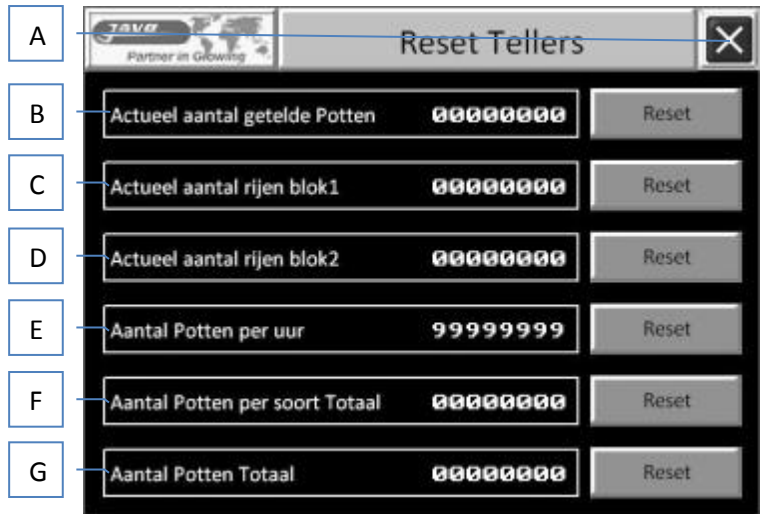 A
Javo
Partner in Growing
Reset Tellers
B
Actueel aantal getelde Potten 00000000 Reset
C
Actueel aantal rijen blok1 00000000 Reset
D
Actueel aantal rijen blok2 00000000 Reset
E
Aantal Potten per uur 99999999 Reset
F
Aantal Potten per soort Totaal 00000000 Reset
G
Aantal Potten Totaal 00000000 Reset